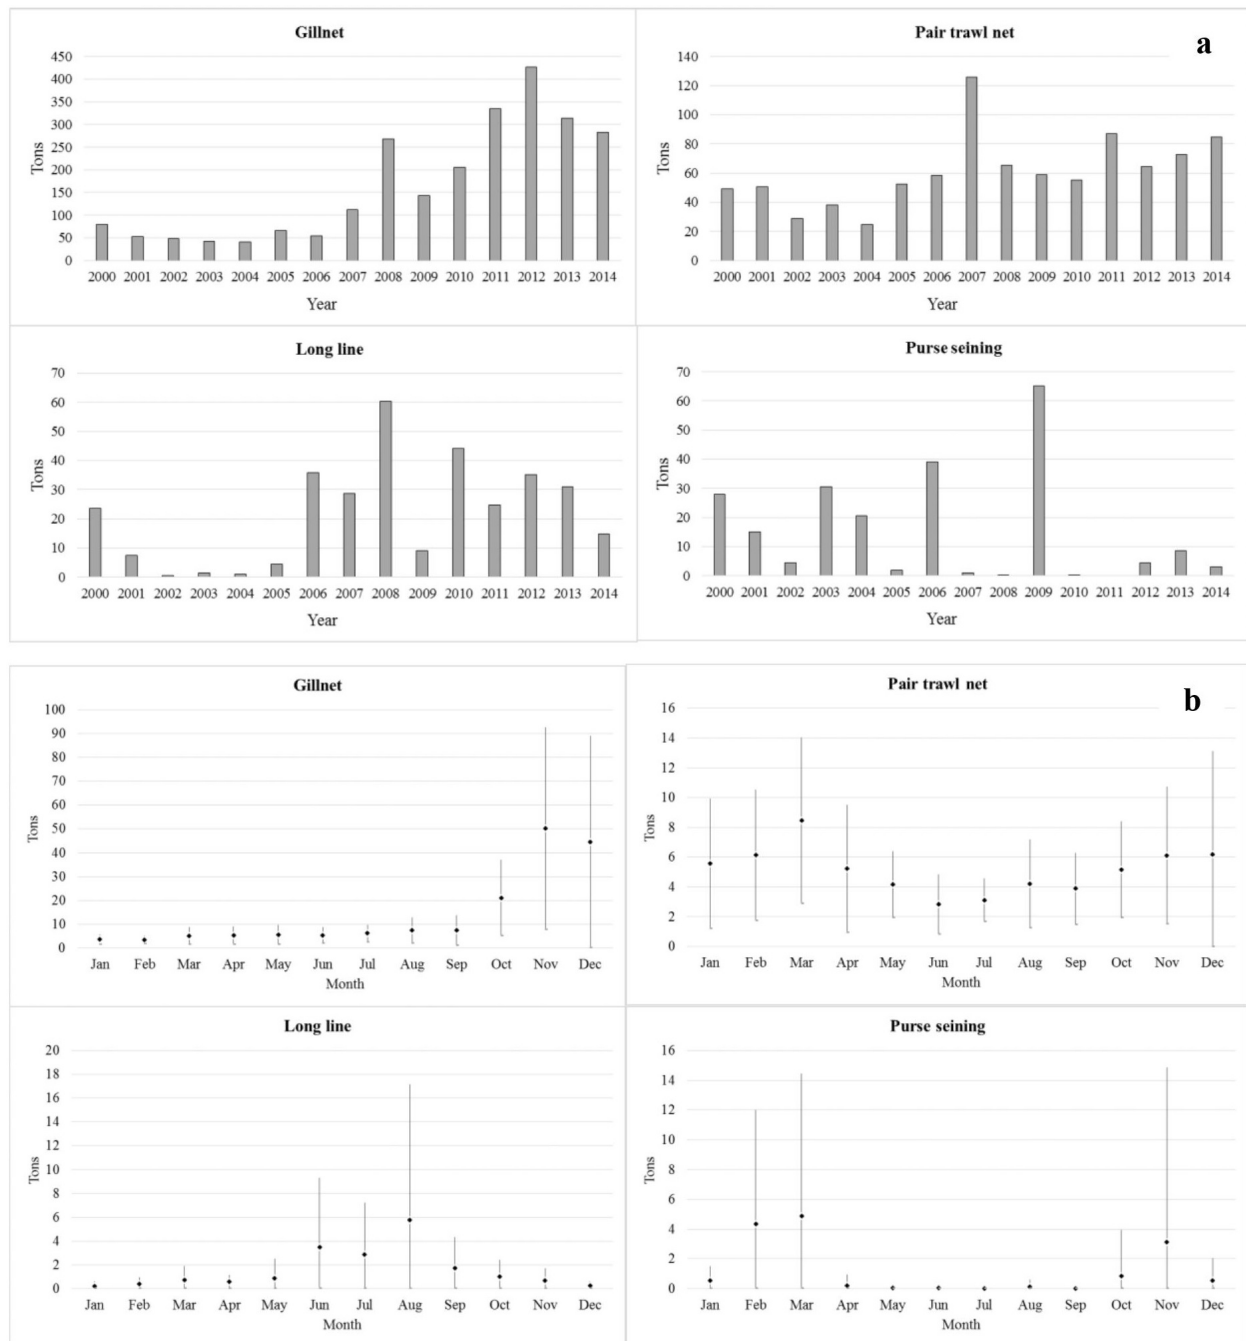 Gillnet
450
400
350
300
250
200
150
100
50
0
Tons
2000 2001 2002 2003 2004 2005 2006 2007 2008 2009 2010 2011 2012 2013 2014
Year
Pair trawl net
a
140
120
100
80
60
40
20
0
Tons
2000 2001 2002 2003 2004 2005 2006 2007 2008 2009 2010 2011 2012 2013 2014
Year
Long line
70
60
50
40
30
20
10
0
Tons
2000 2001 2002 2003 2004 2005 2006 2007 2008 2009 2010 2011 2012 2013 2014
Year
Purse seining
70
60
50
40
30
20
10
0
Tons
2000 2001 2002 2003 2004 2005 2006 2007 2008 2009 2010 2011 2012 2013 2014
Year
Gillnet
100
90
80
70
60
50
40
30
20
10
0
Tons
Jan Feb Mar Apr May Jun Jul Aug Sep Oct Nov Dec
Month
Pair trawl net
b
16
14
12
10
8
6
4
2
0
Tons
Jan Feb Mar Apr May Jun Jul Aug Sep Oct Nov Dec
Month
Long line
20
18
16
14
12
10
8
6
4
2
0
Tons
Jan Feb Mar Apr May Jun Jul Aug Sep Oct Nov Dec
Month
Purse seining
16
14
12
10
8
6
4
2
0
Tons
Jan Feb Mar Apr May Jun Jul Aug Sep Oct Nov Dec
Month